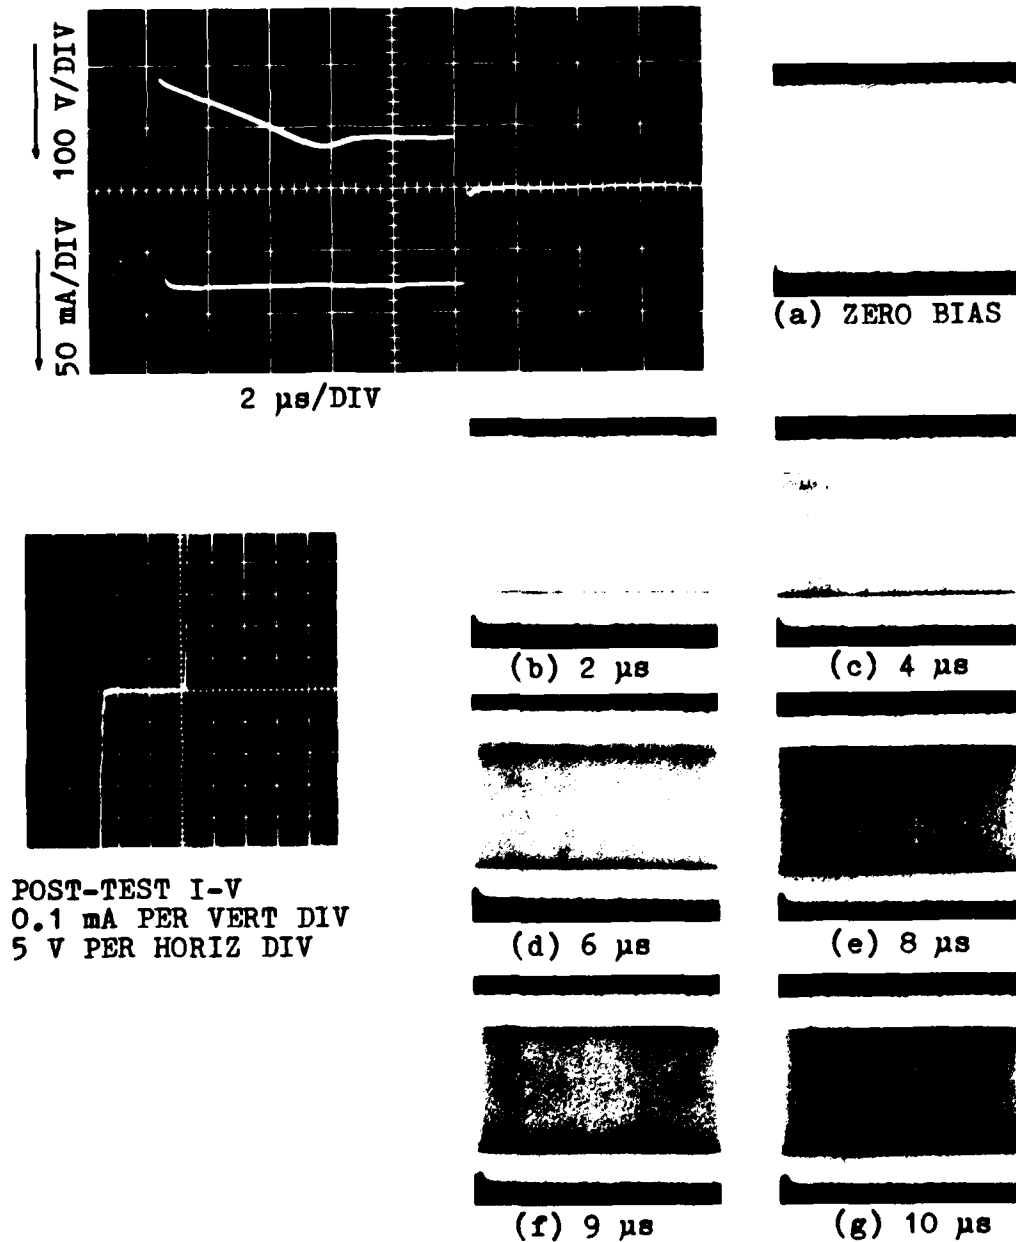 100 V/DIV
50 mA/DIV
2 µs/DIV
(a) ZERO BIAS
(b) 2 µs
(c) 4 µs
POST-TEST I-V
0.1 mA PER VERT DIV
5 V PER HORIZ DIV
(d) 6 µs
(e) 8 µs
(f) 9 µs
(g) 10 µs